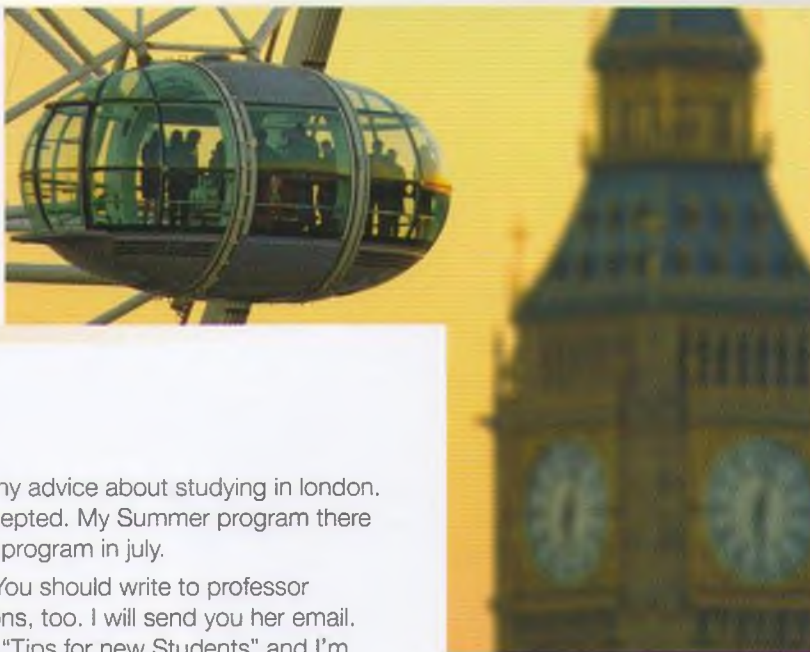 ny advice about studying in london.
epted. My Summer program there
program in july.
You should write to professor
ns, too. I will send you her email.
"Tips for new Students" and I'm